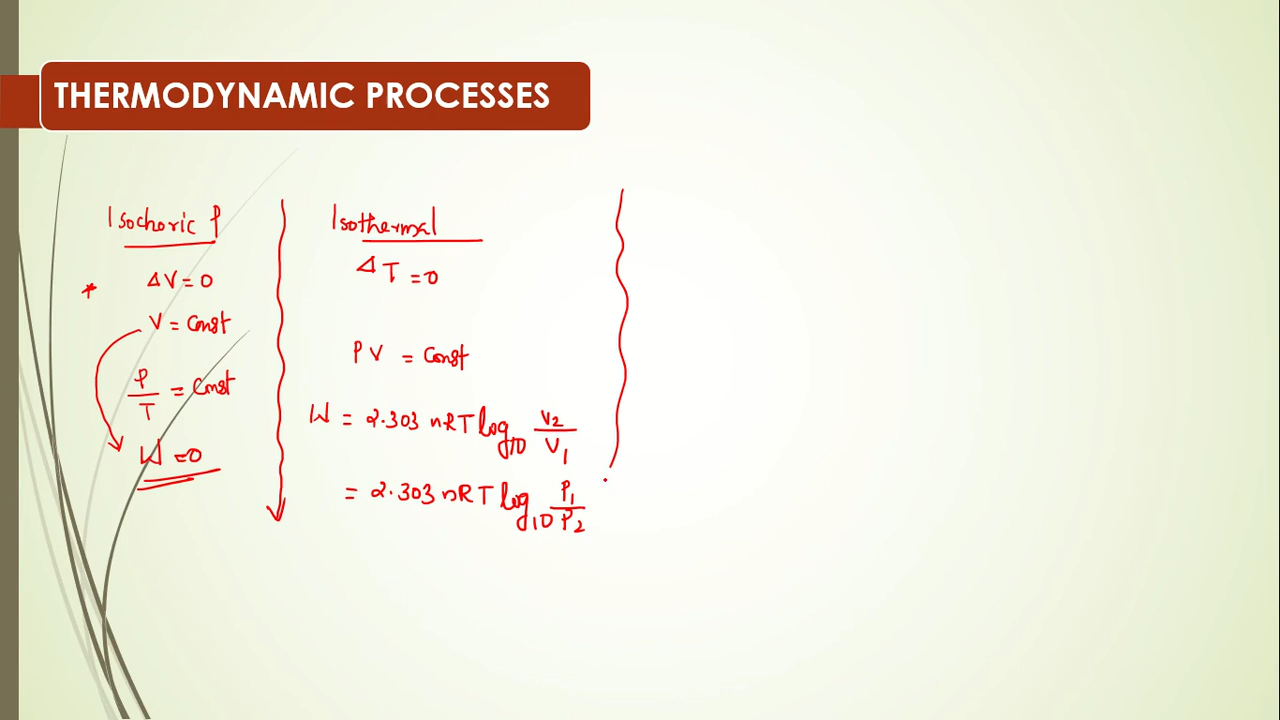 THERMODYNAMIC PROCESSES
Isochoric P
ΔV = 0
V = Const
P/T = Const
W = 0
Isothermal
ΔT = 0
PV = Const
W = 2.303 nRT log10 V2/V1
= 2.303 nRT log10 P1/P2